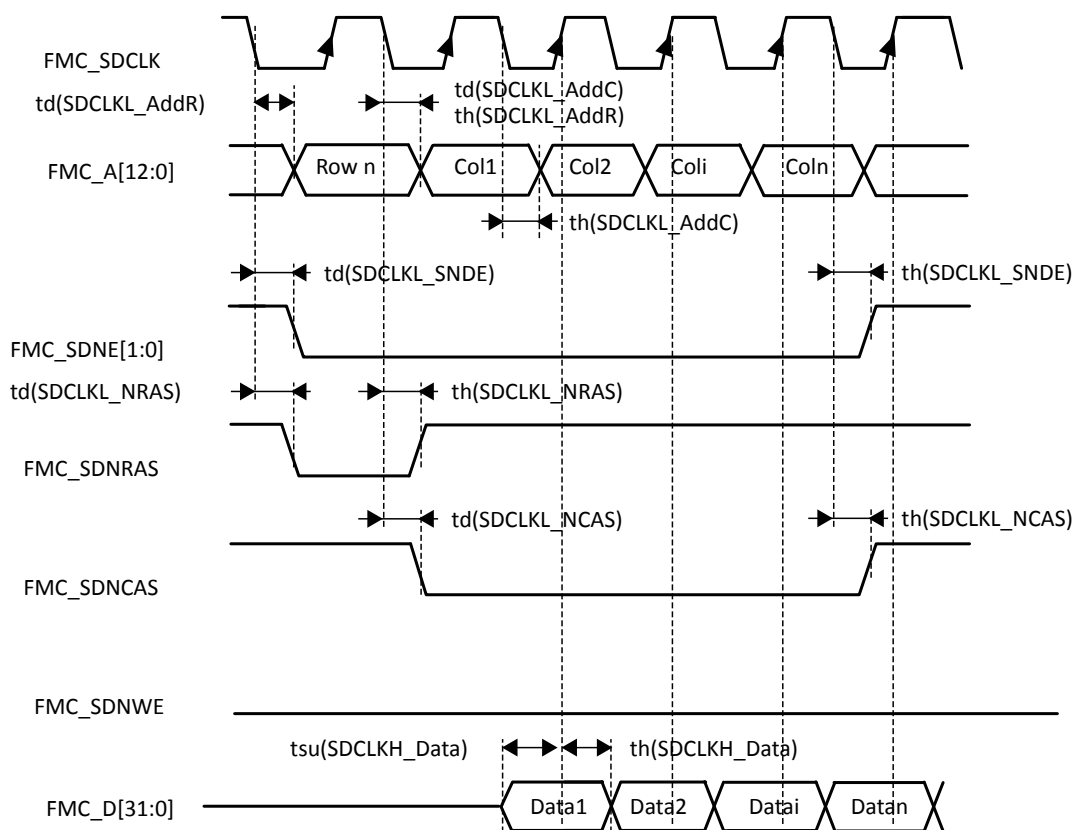 FMC_SDCLK
td(SDCLKL_AddR)
td(SDCLKL_AddC)
th(SDCLKL_AddR)
FMC_A[12:0]
Row n
Col1
Col2
Coli
Coln
th(SDCLKL_AddC)
td(SDCLKL_SNDE)
th(SDCLKL_SNDE)
FMC_SDNE[1:0]
td(SDCLKL_NRAS)
th(SDCLKL_NRAS)
FMC_SDNRAS
td(SDCLKL_NCAS)
th(SDCLKL_NCAS)
FMC_SDNCAS
FMC_SDNWE
tsu(SDCLKH_Data)
th(SDCLKH_Data)
FMC_D[31:0]
Data1
Data2
Datai
Datan